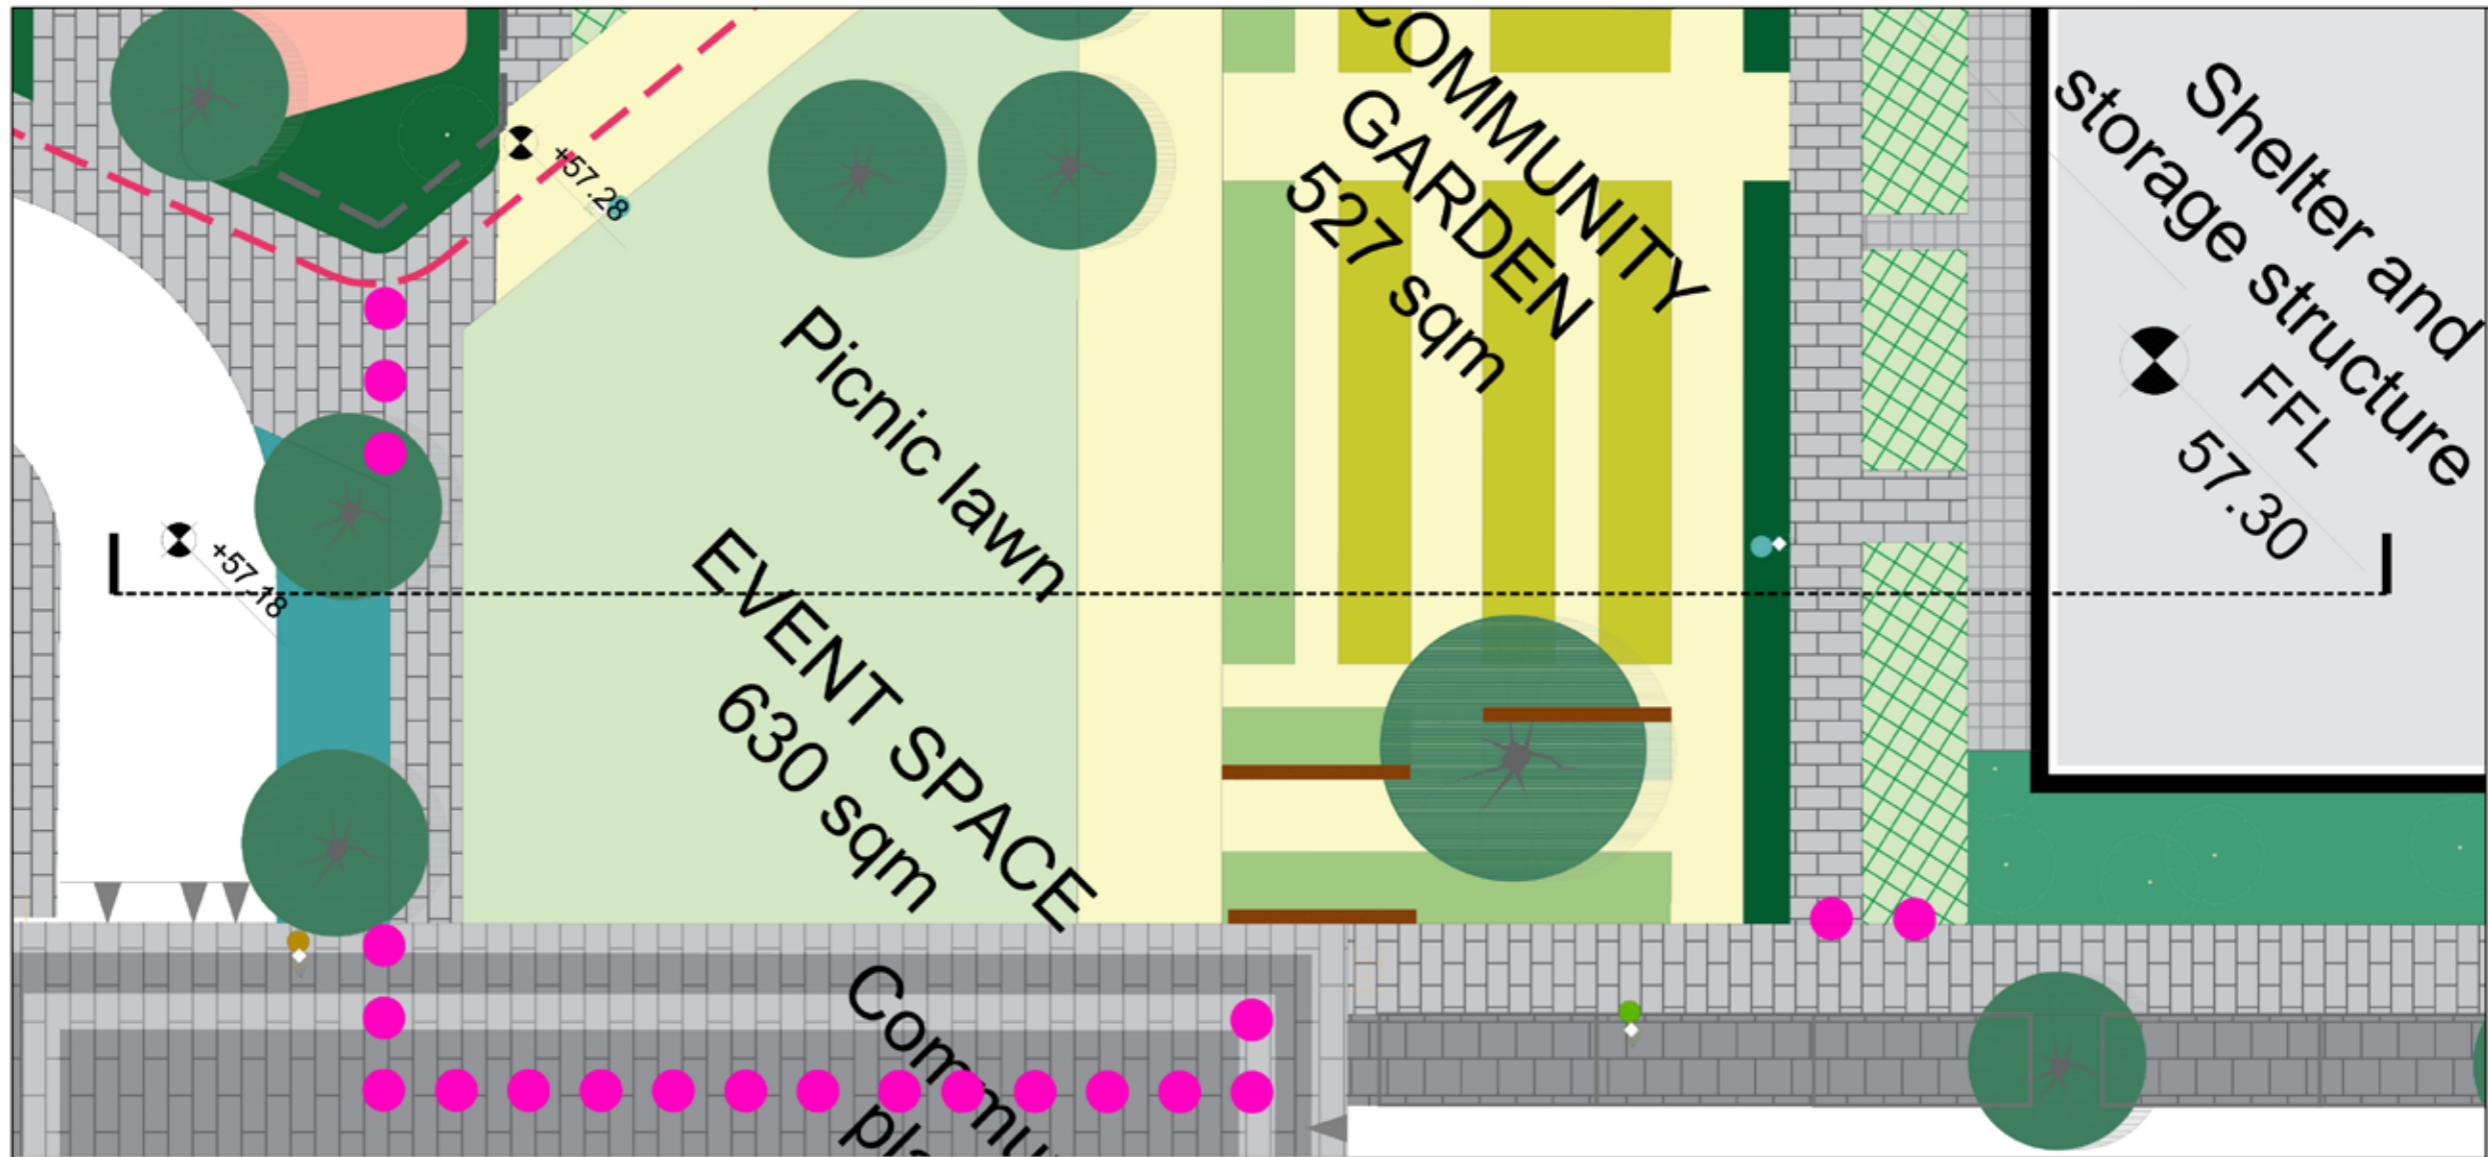 +57.28
COMMUNITY
GARDEN
527 sqm
Shelter and
storage structure
FFL
57.30
Picnic lawn
+57.18
EVENT SPACE
630 sqm